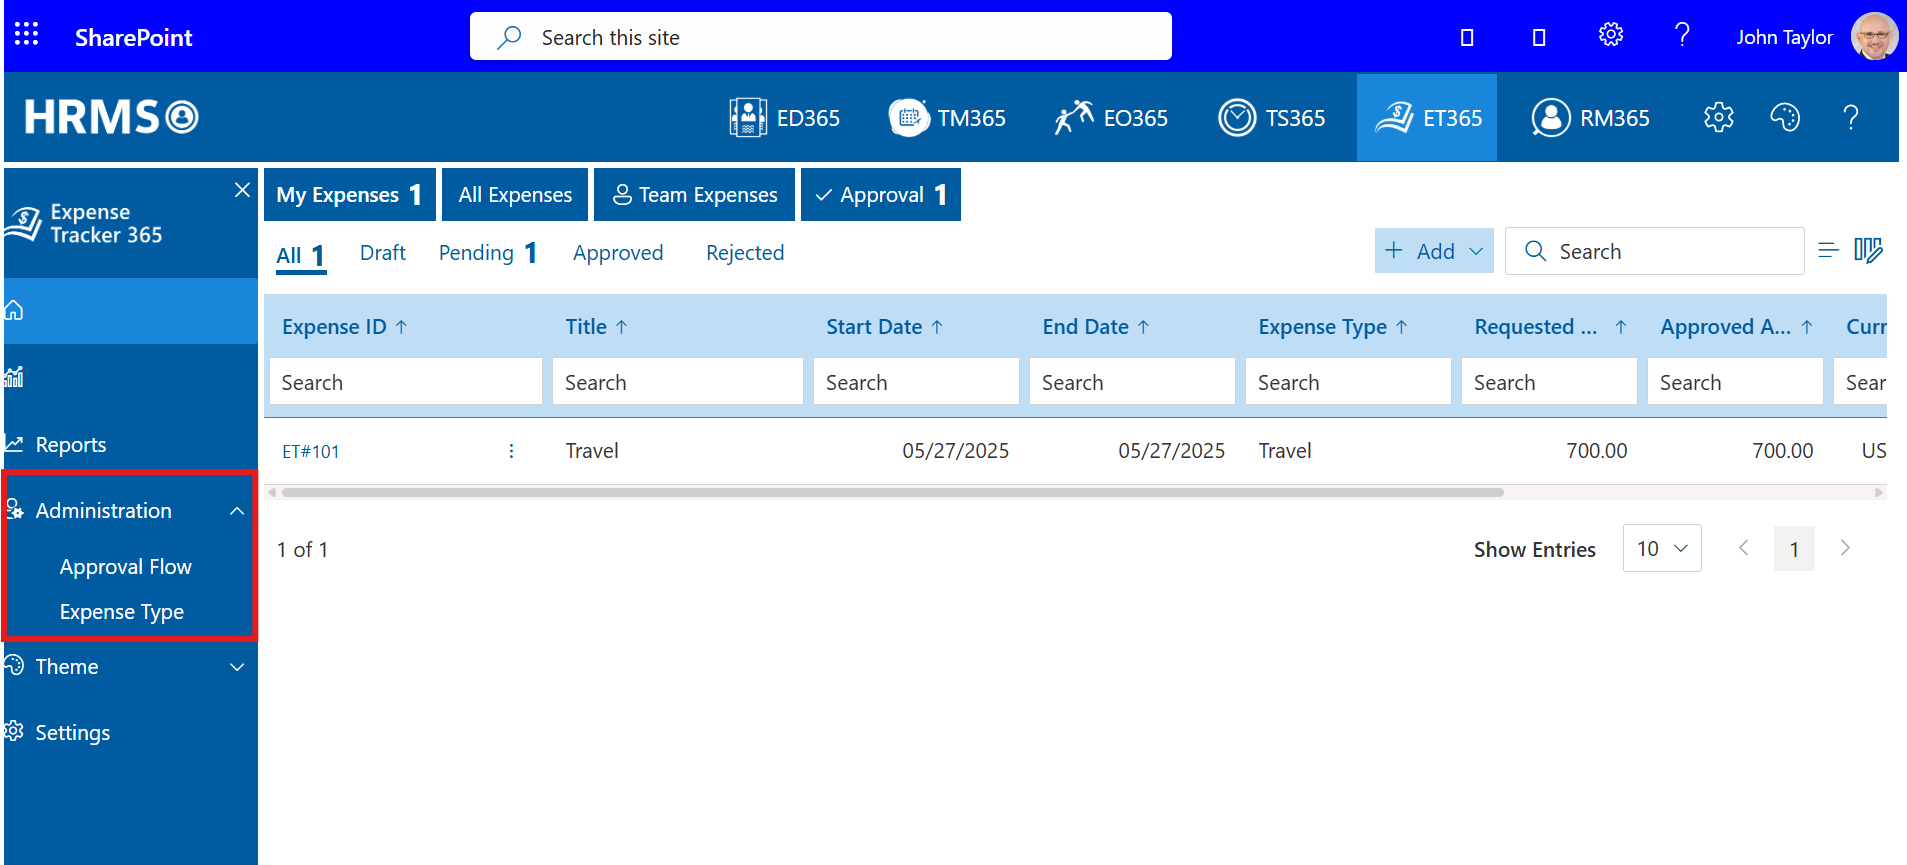 SharePoint
Search this site
John Taylor
HRMS
ED365
TM365
EO365
TS365
ET365
RM365
Expense
Tracker 365
My Expenses 1
All Expenses
Team Expenses
Approval 1
All 1
Draft
Pending 1
Approved
Rejected
Add
Search
Expense ID
Title
Start Date
End Date
Expense Type
Requested ...
Approved A...
Curr
Search
Search
Search
Search
Search
Search
Search
Sear
ET#101
Travel
05/27/2025
05/27/2025
Travel
700.00
700.00
US
Reports
Administration
Approval Flow
Expense Type
Theme
Settings
1 of 1
Show Entries
10
1